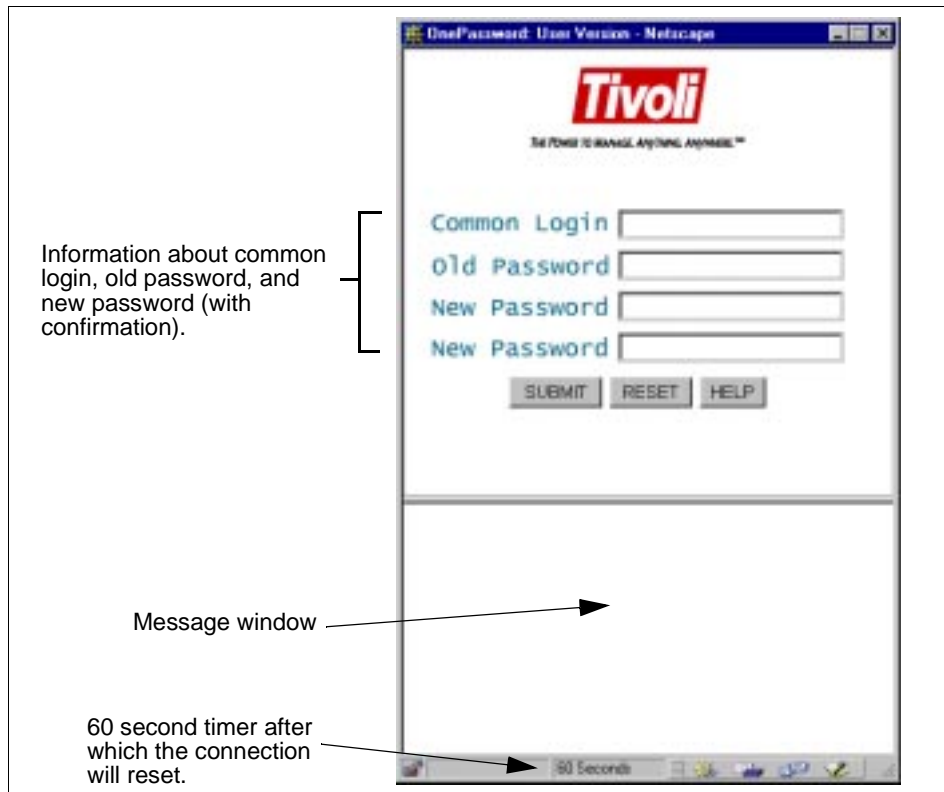 OnePassword: User Version - Netscape
Tivoli
THE POWER TO MANAGE. ANYTHING. ANYWHERE.™
Common Login
Old Password
New Password
New Password
SUBMIT RESET HELP
Information about common
login, old password, and
new password (with
confirmation).
Message window
60 second timer after
which the connection
will reset.
60 Seconds